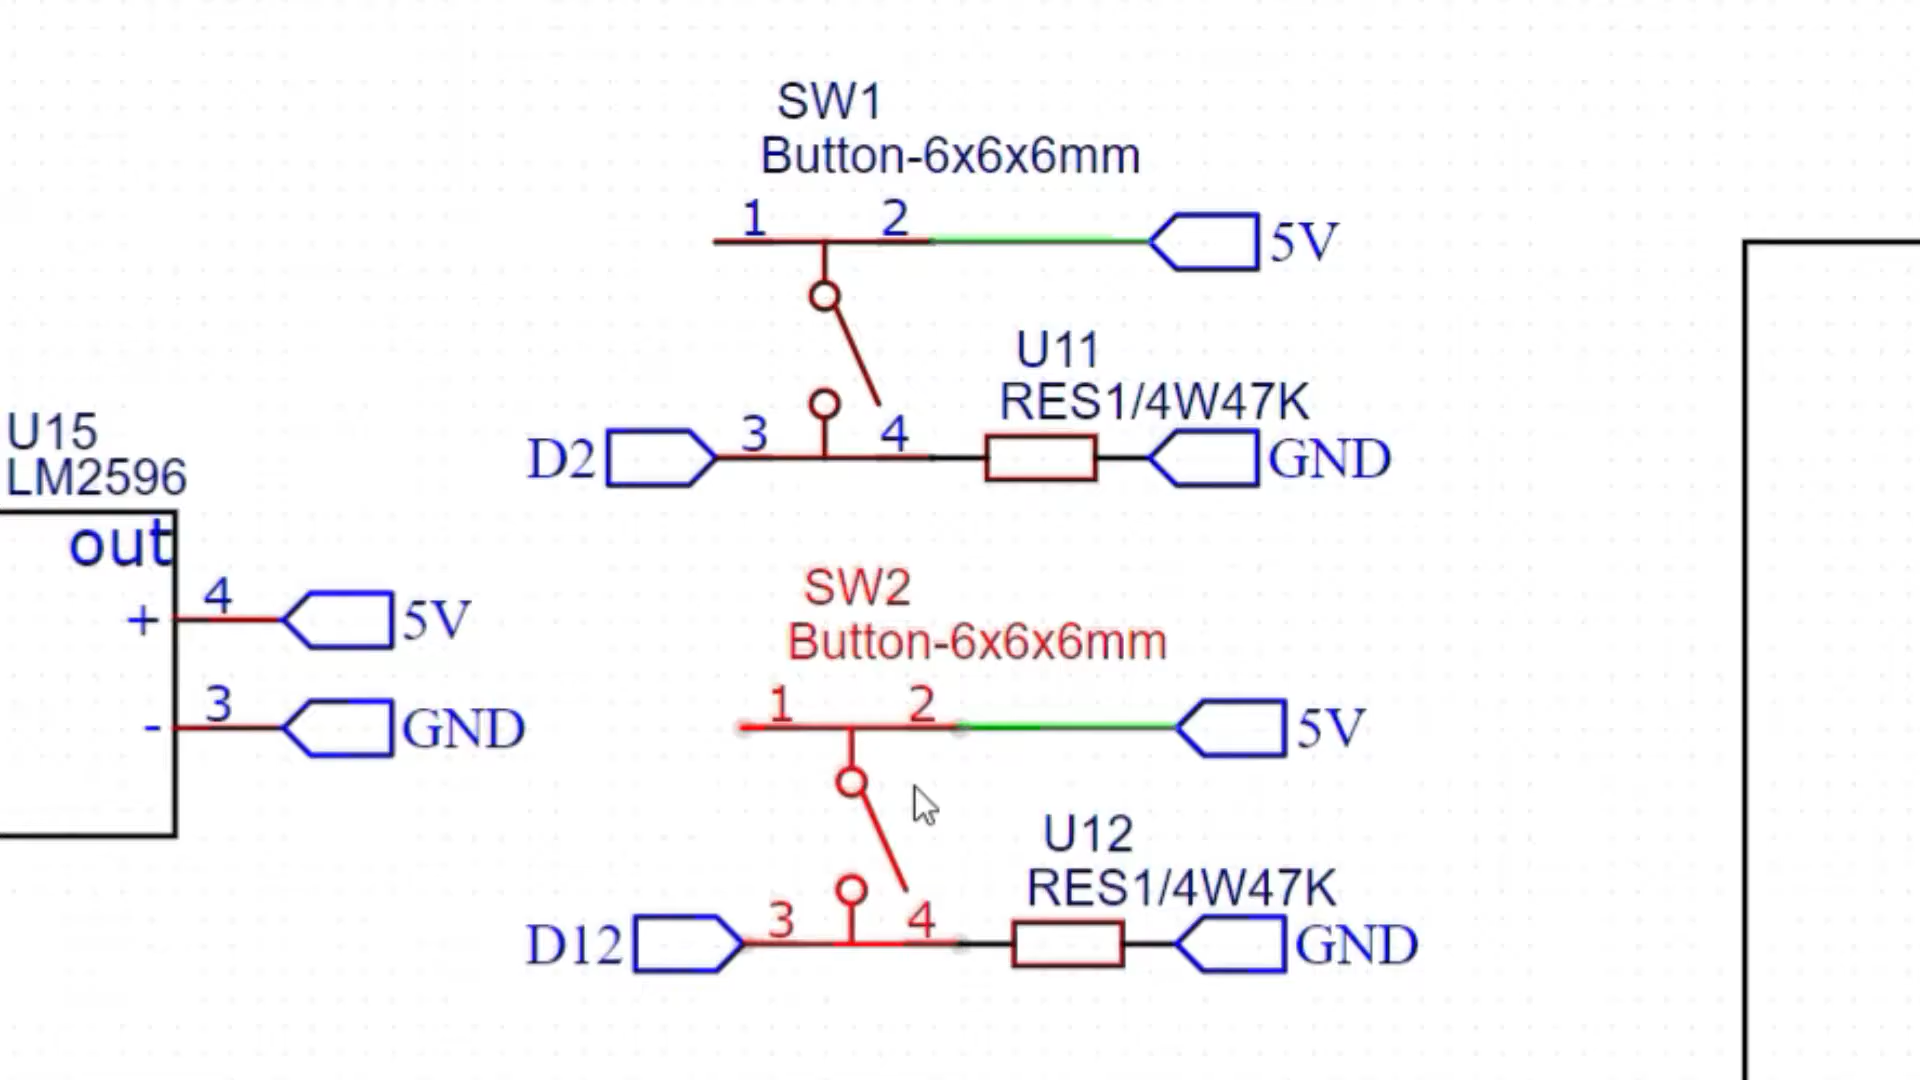 SW1
Button-6x6x6mm
1 2 5V
U11
RES1/4W47K
D2 3 4 GND
U15
LM2596
out
+ 4 5V
- 3 GND
SW2
Button-6x6x6mm
1 2 5V
U12
RES1/4W47K
D12 3 4 GND